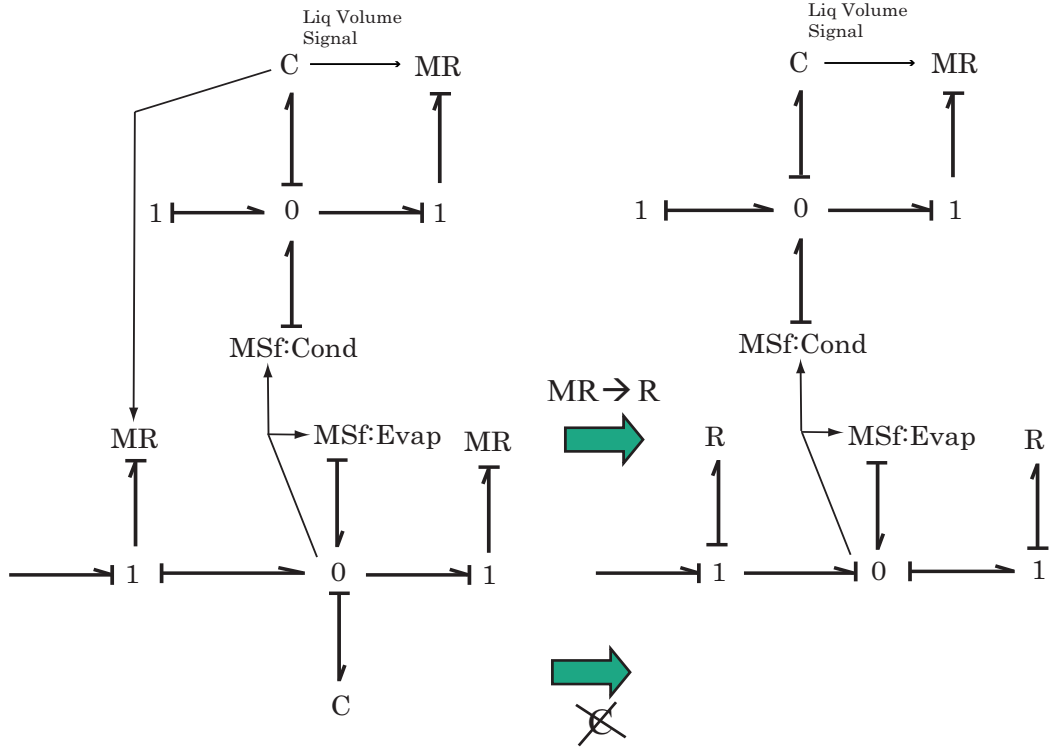 Liq Volume
Signal
C
MR
1
0
1
MSf:Cond
MR
MSf:Evap
MR
1
0
1
C
MR → R
C
Liq Volume
Signal
C
MR
1
0
1
MSf:Cond
R
MSf:Evap
R
1
0
1